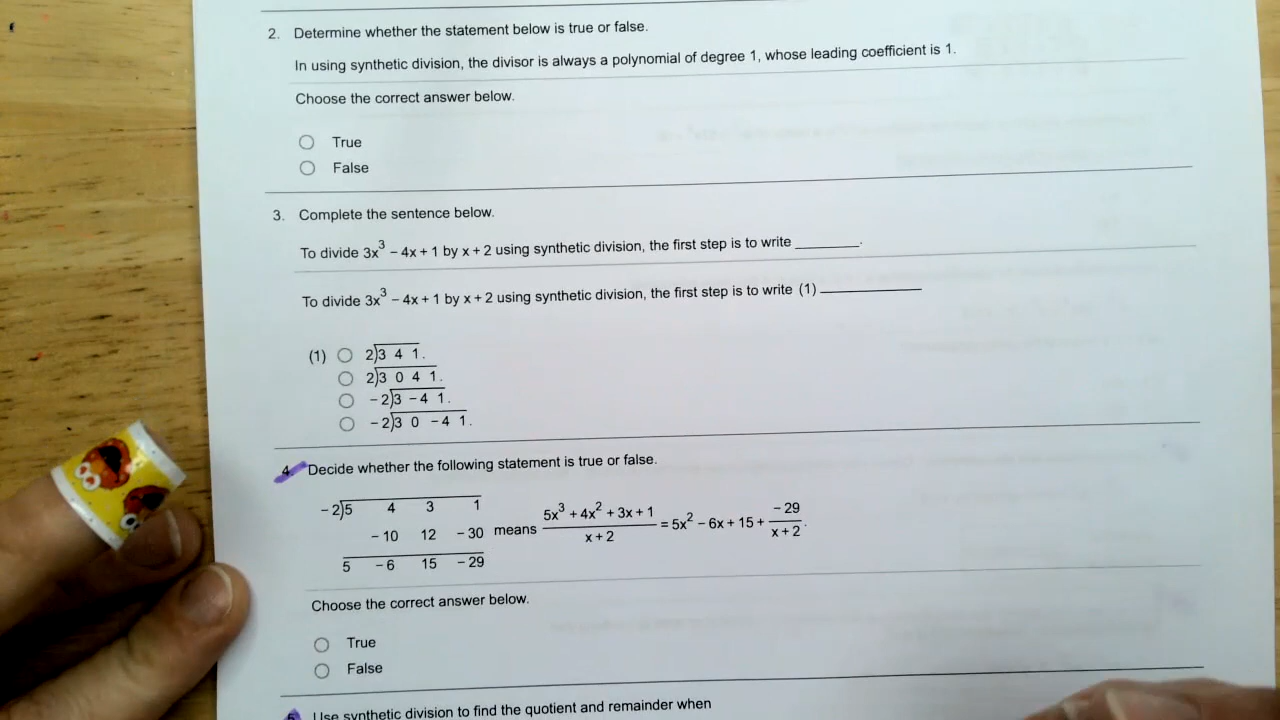 2. Determine whether the statement below is true or false.
In using synthetic division, the divisor is always a polynomial of degree 1, whose leading coefficient is 1.
Choose the correct answer below.
True
False
3. Complete the sentence below.
To divide 3x³ − 4x + 1 by x + 2 using synthetic division, the first step is to write ______.
To divide 3x³ − 4x + 1 by x + 2 using synthetic division, the first step is to write (1) ______
(1) 2)3 4 1.
2)3 0 4 1.
− 2)3 − 4 1.
− 2)3 0 − 4 1.
4. Decide whether the following statement is true or false.
− 2)5 4 3 1
− 10 12 − 30 means (5x³ + 4x² + 3x + 1)/(x + 2) = 5x² − 6x + 15 + (− 29)/(x + 2).
5 − 6 15 − 29
Choose the correct answer below.
True
False
5. Use synthetic division to find the quotient and remainder when